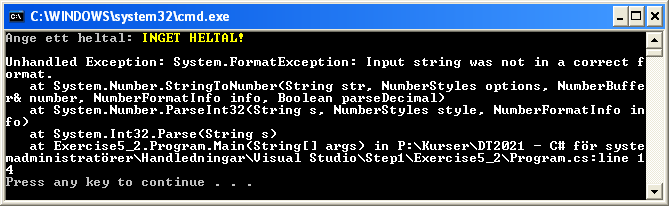 C:\WINDOWS\system32\cmd.exe
Ange ett heltal: INGET HELTAL!
Unhandled Exception: System.FormatException: Input string was not in a correct f
ormat.
   at System.Number.StringToNumber(String str, NumberStyles options, NumberBuffe
r& number, NumberFormatInfo info, Boolean parseDecimal)
   at System.Number.ParseInt32(String s, NumberStyles style, NumberFormatInfo in
fo)
   at System.Int32.Parse(String s)
   at Exercise5_2.Program.Main(String[] args) in P:\Kurser\DT2021 - C# för syste
madministratörer\Handledningar\Visual Studio\Step1\Exercise5_2\Program.cs:line 1
4
Press any key to continue . . .